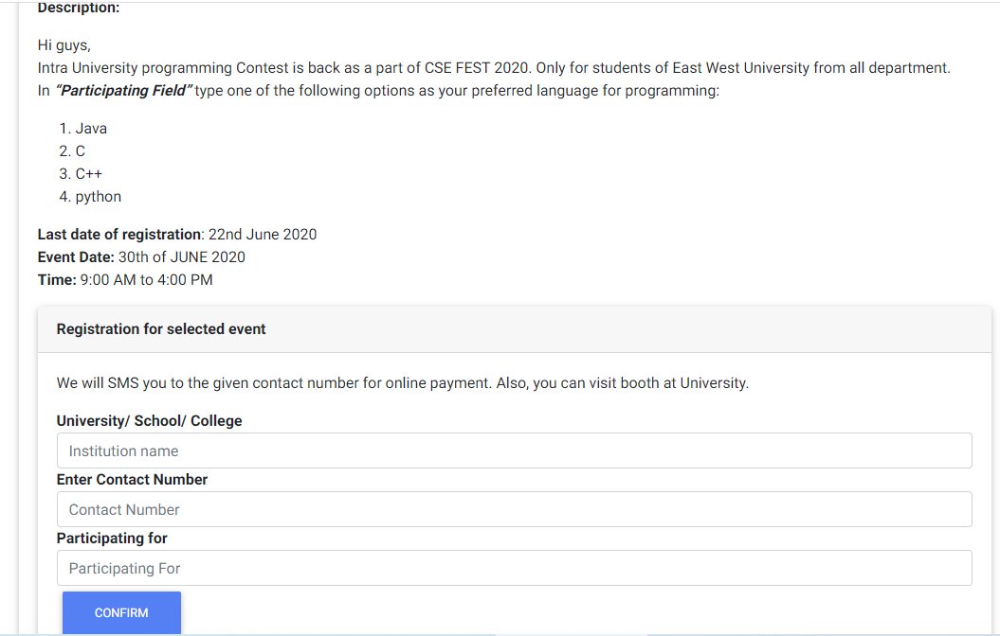 Description:
Hi guys,
Intra University programming Contest is back as a part of CSE FEST 2020. Only for students of East West University from all department.
In “Participating Field” type one of the following options as your preferred language for programming:
1. Java
2. C
3. C++
4. python
Last date of registration: 22nd June 2020
Event Date: 30th of JUNE 2020
Time: 9:00 AM to 4:00 PM
Registration for selected event
We will SMS you to the given contact number for online payment. Also, you can visit booth at University.
University/ School/ College
Institution name
Enter Contact Number
Contact Number
Participating for
Participating For
CONFIRM